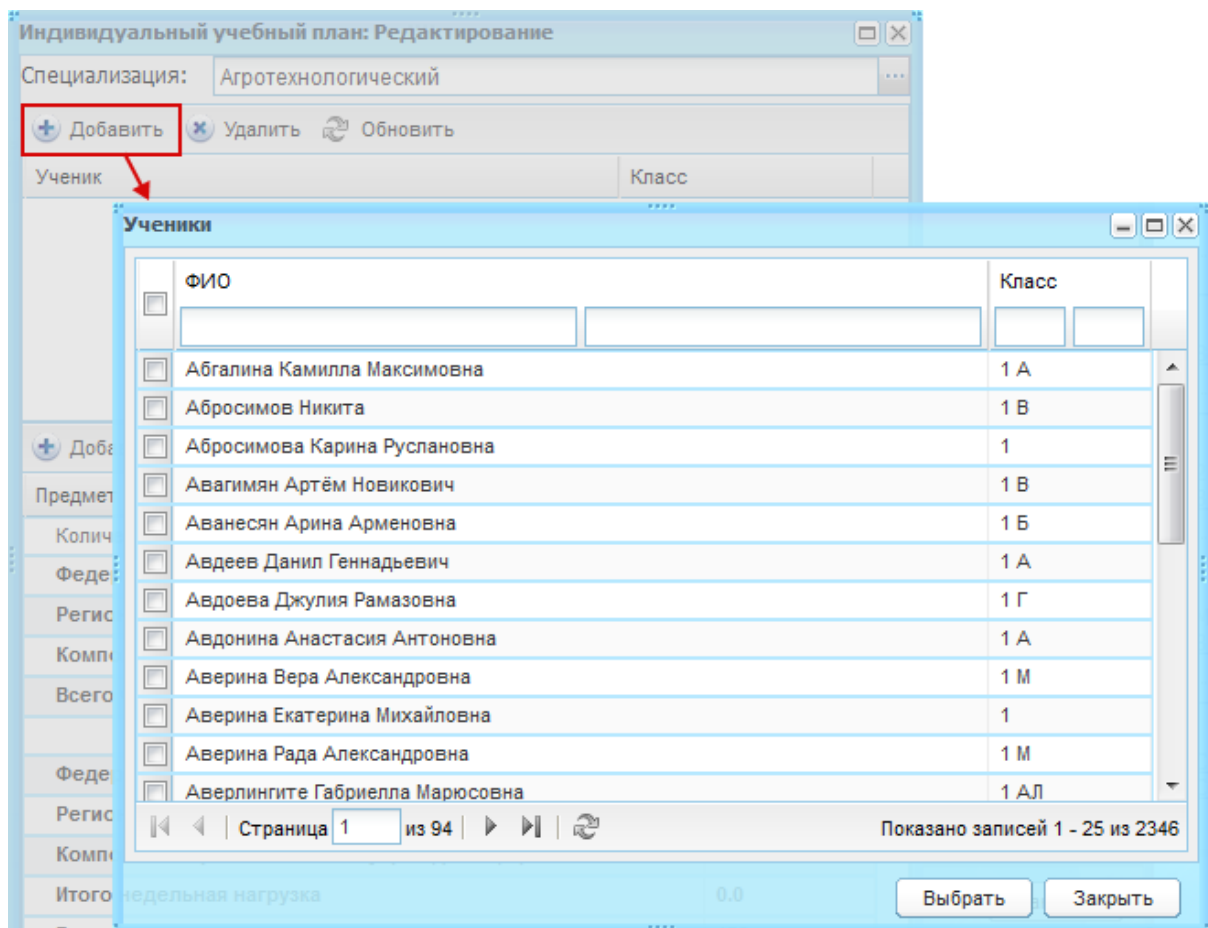 Индивидуальный учебный план: Редактирование
Специализация: Агротехнологический
Добавить Удалить Обновить
Ученик Класс
Ученики
ФИО Класс
Абгалина Камилла Максимовна 1 А
Абросимов Никита 1 В
Абросимова Карина Руслановна 1
Авагимян Артём Новикович 1 В
Аванесян Арина Арменовна 1 Б
Авдеев Данил Геннадьевич 1 А
Авдоева Джулия Рамазовна 1 Г
Авдонина Анастасия Антоновна 1 А
Аверина Вера Александровна 1 М
Аверина Екатерина Михайловна 1
Аверина Рада Александровна 1 М
Аверлингите Габриелла Марюсовна 1 АЛ
Доба
Предмет
Колич
Феде
Регис
Компо
Всего
Феде
Регис
Компо
Страница 1 из 94 Показано записей 1 - 25 из 2346
Итого недельная нагрузка 0.0
Выбрать Закрыть